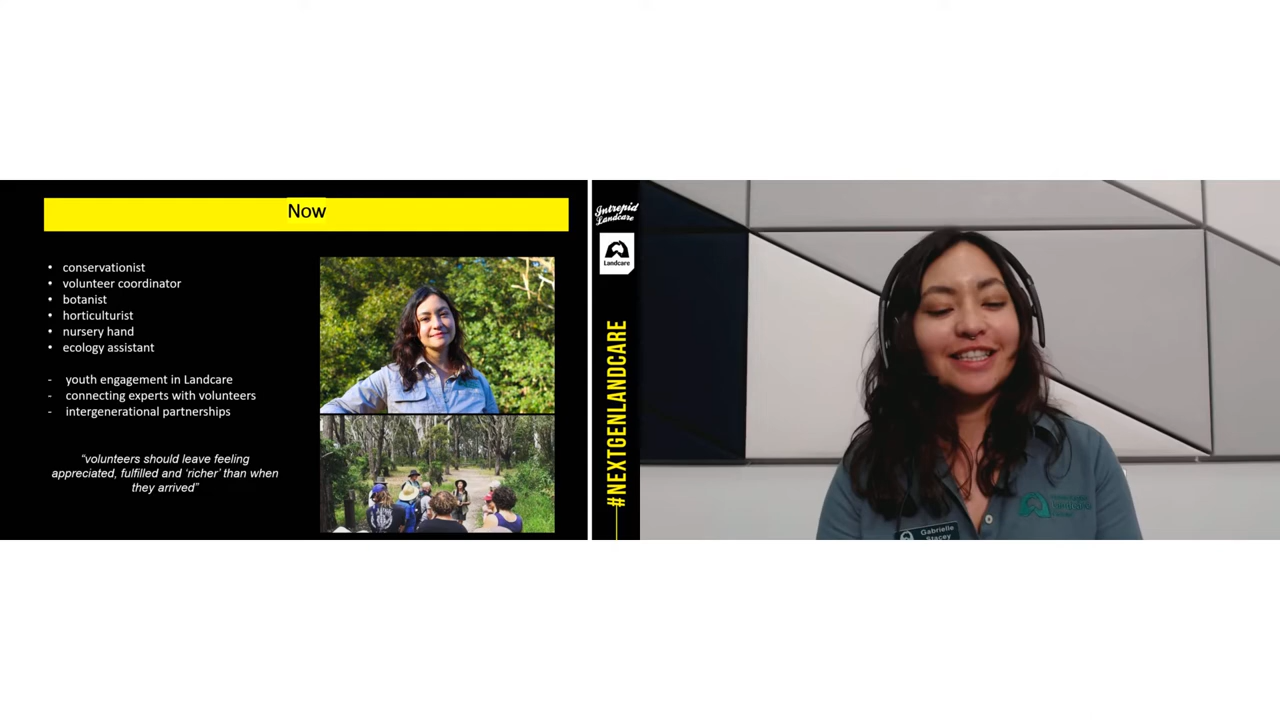 Now
• conservationist
• volunteer coordinator
• botanist
• horticulturist
• nursery hand
• ecology assistant
- youth engagement in Landcare
- connecting experts with volunteers
- intergenerational partnerships
“volunteers should leave feeling
appreciated, fulfilled and ‘richer’ than when
they arrived”
Intrepid
Landcare
Landcare
#NEXTGENLANDCARE
Gabrielle
Stacey